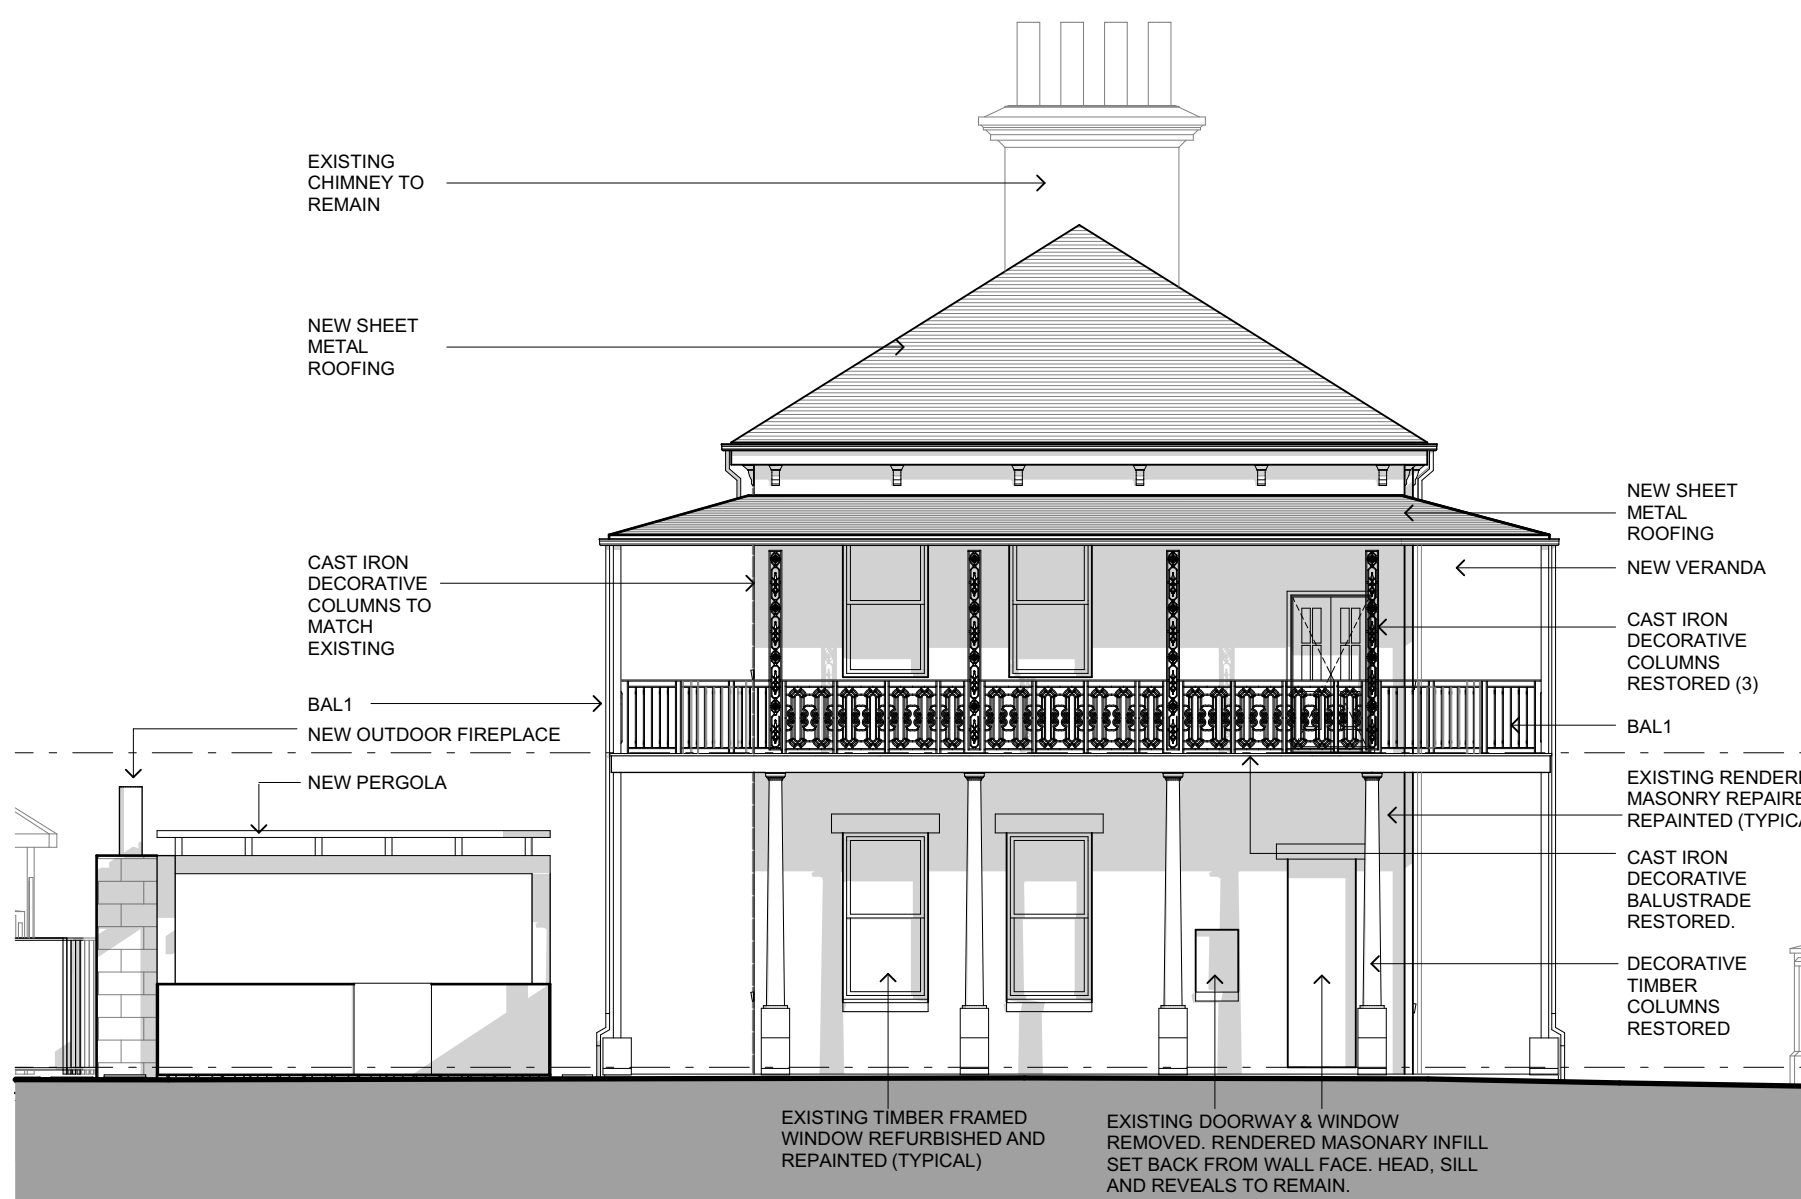 EXISTING
CHIMNEY TO
REMAIN
NEW SHEET
METAL
ROOFING
CAST IRON
DECORATIVE
COLUMNS TO
MATCH
EXISTING
BAL1
NEW OUTDOOR FIREPLACE
NEW PERGOLA
NEW SHEET
METAL
ROOFING
NEW VERANDA
CAST IRON
DECORATIVE
COLUMNS
RESTORED (3)
BAL1
EXISTING
MASONRY
REPAINTED
CAST IRON
DECORATIVE
BALUSTRADE
RESTORED.
DECORATIVE
TIMBER
COLUMNS
RESTORED
EXISTING TIMBER FRAMED
WINDOW REFURBISHED AND
REPAINTED (TYPICAL)
EXISTING DOORWAY & WINDOW
REMOVED. RENDERED MASONARY INFILL
SET BACK FROM WALL FACE. HEAD, SILL
AND REVEALS TO REMAIN.